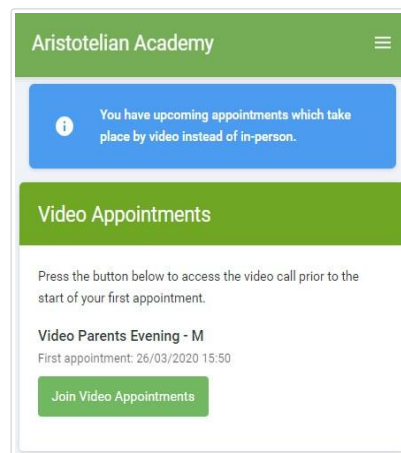 Aristotelian Academy
You have upcoming appointments which take
place by video instead of in-person.
Video Appointments
Press the button below to access the video call prior to the
start of your first appointment.
Video Parents Evening - M
First appointment: 26/03/2020 15:50
Join Video Appointments